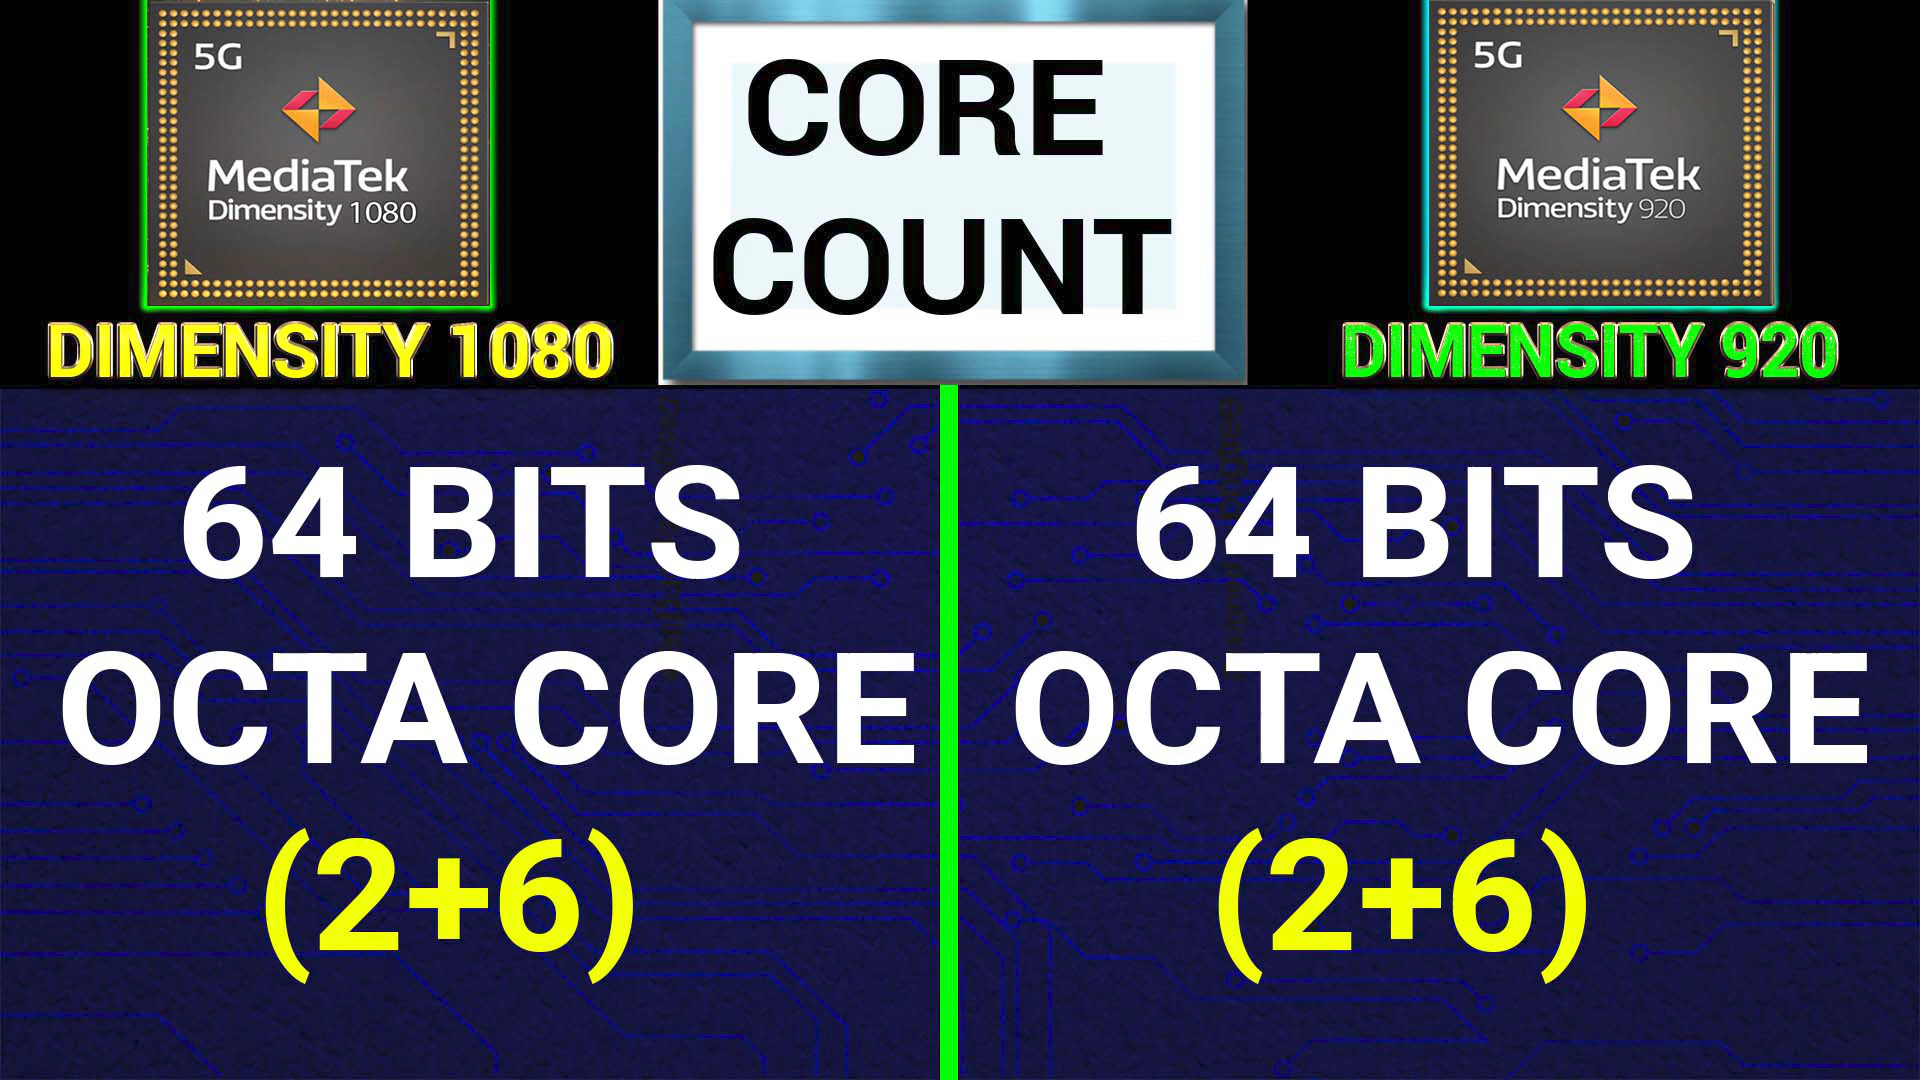 5G
MediaTek
Dimensity 1080
DIMENSITY 1080
CORE
COUNT
5G
MediaTek
Dimensity 920
DIMENSITY 920
64 BITS
OCTA CORE
(2+6)
64 BITS
OCTA CORE
(2+6)